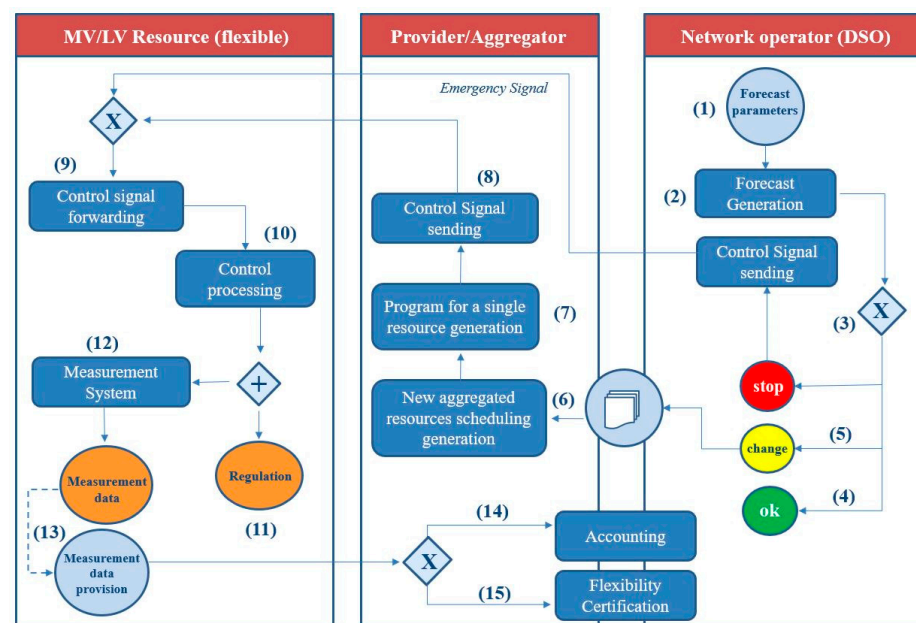 MV/LV Resource (flexible)
Provider/Aggregator
Network operator (DSO)
Emergency Signal
X
(9)
Control signal
forwarding
(10)
Control
processing
(12)
Measurement
System
+
Measurement
data
Regulation
(13)
(11)
Measurement
data
provision
(8)
Control Signal
sending
Program for a single
resource generation
(7)
New aggregated
resources scheduling
generation
(6)
X
(14)
Accounting
(15)
Flexibility
Certification
(1)
Forecast
parameters
(2)
Forecast
Generation
Control Signal
sending
X
(3)
stop
change
(5)
ok
(4)